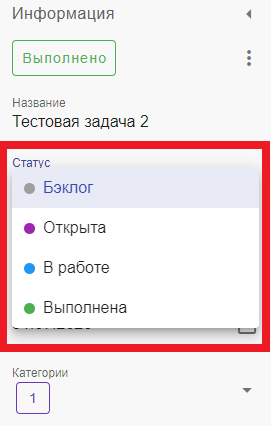 Информация
Выполнено
Название
Тестовая задача 2
Статус
Бэклог
Открыта
В работе
Выполнена
Категории
1